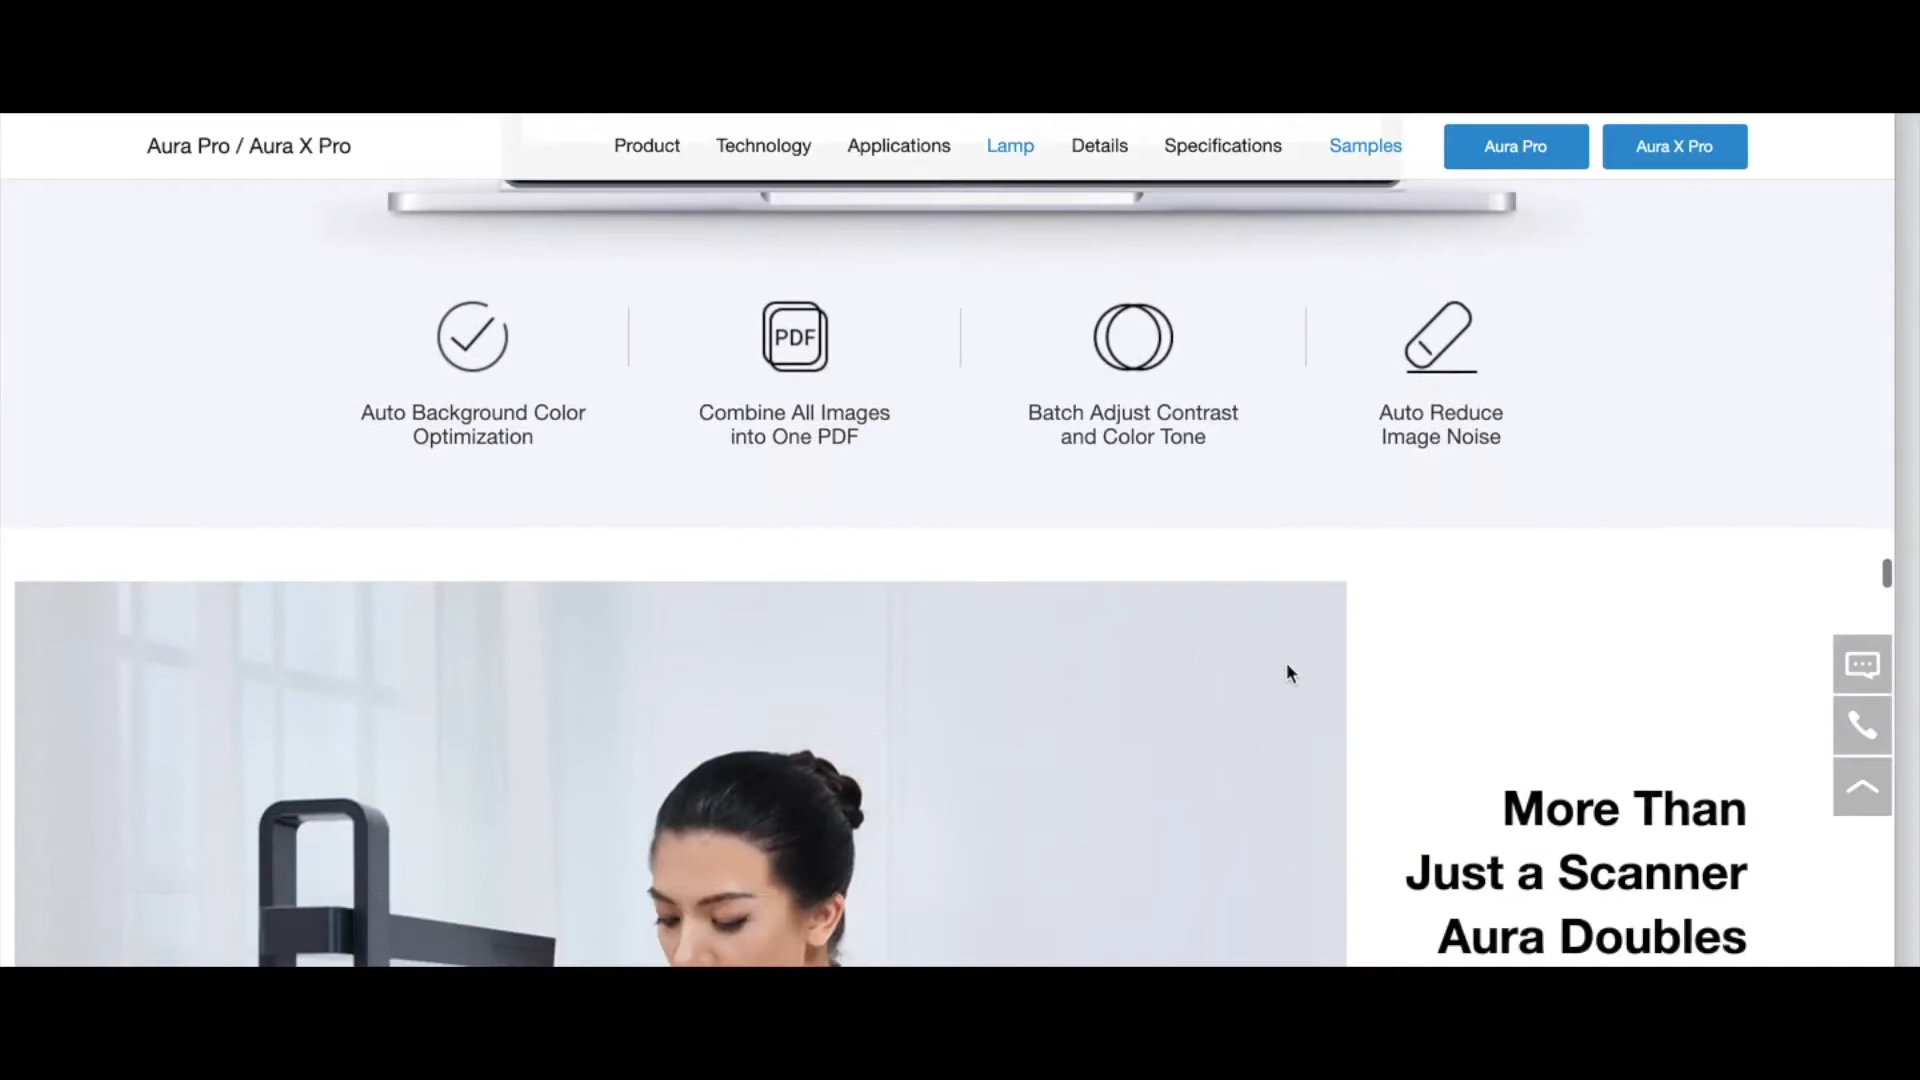 Aura Pro / Aura X Pro
Product Technology Applications Lamp Details Specifications Samples Aura Pro Aura X Pro
PDF
Auto Background Color
Optimization
Combine All Images
into One PDF
Batch Adjust Contrast
and Color Tone
Auto Reduce
Image Noise
More Than
Just a Scanner
Aura Doubles